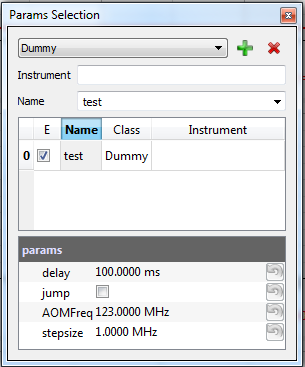 Params Selection
Dummy
Instrument
Name test
E Name Class Instrument
0 test Dummy
params
delay 100.0000 ms
jump
AOMFreq 123.0000 MHz
stepsize 1.0000 MHz